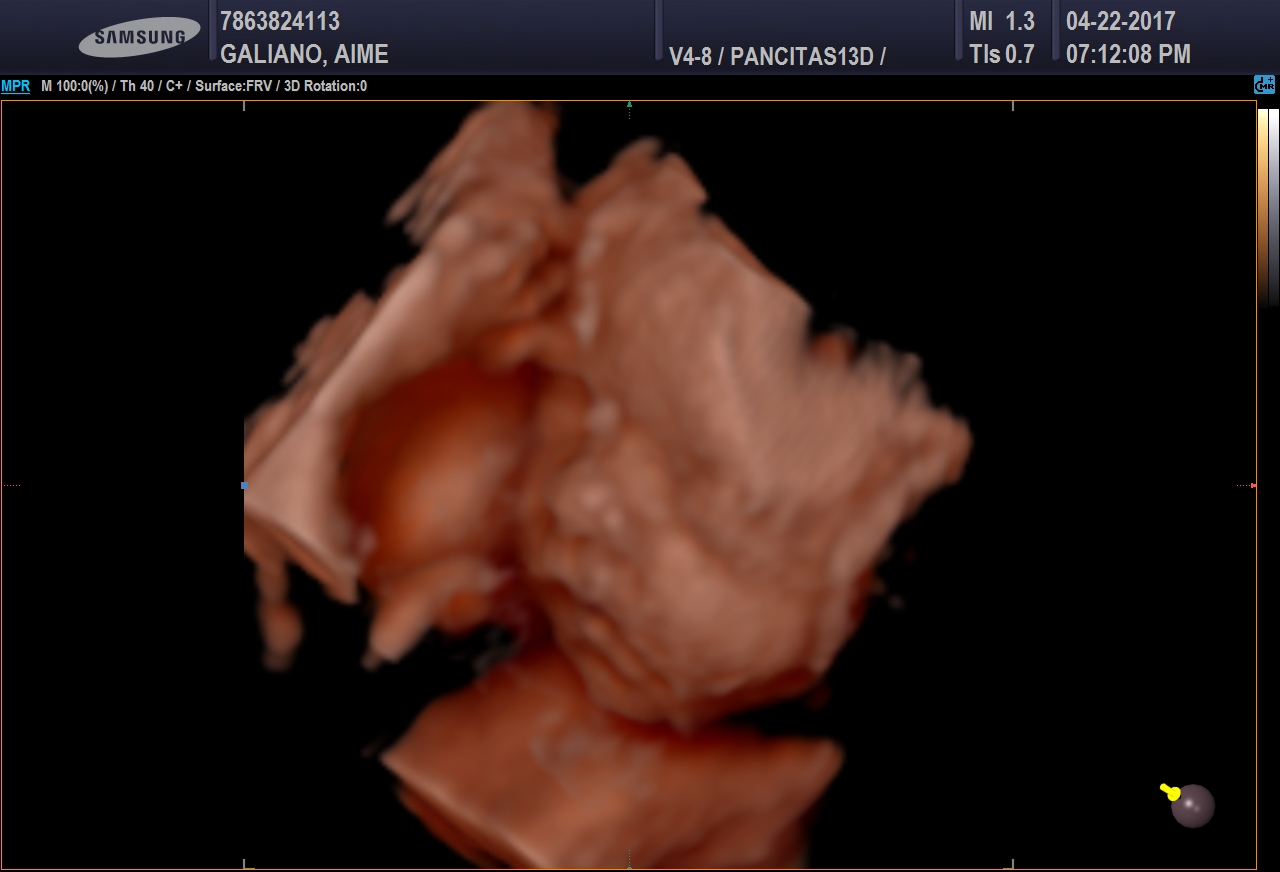 SAMSUNG
7863824113
GALIANO, AIME
V4-8 / PANCITAS13D /
MI 1.3
TIs 0.7
04-22-2017
07:12:08 PM
MPR M 100:0(%) / Th 40 / C+ / Surface:FRV / 3D Rotation:0